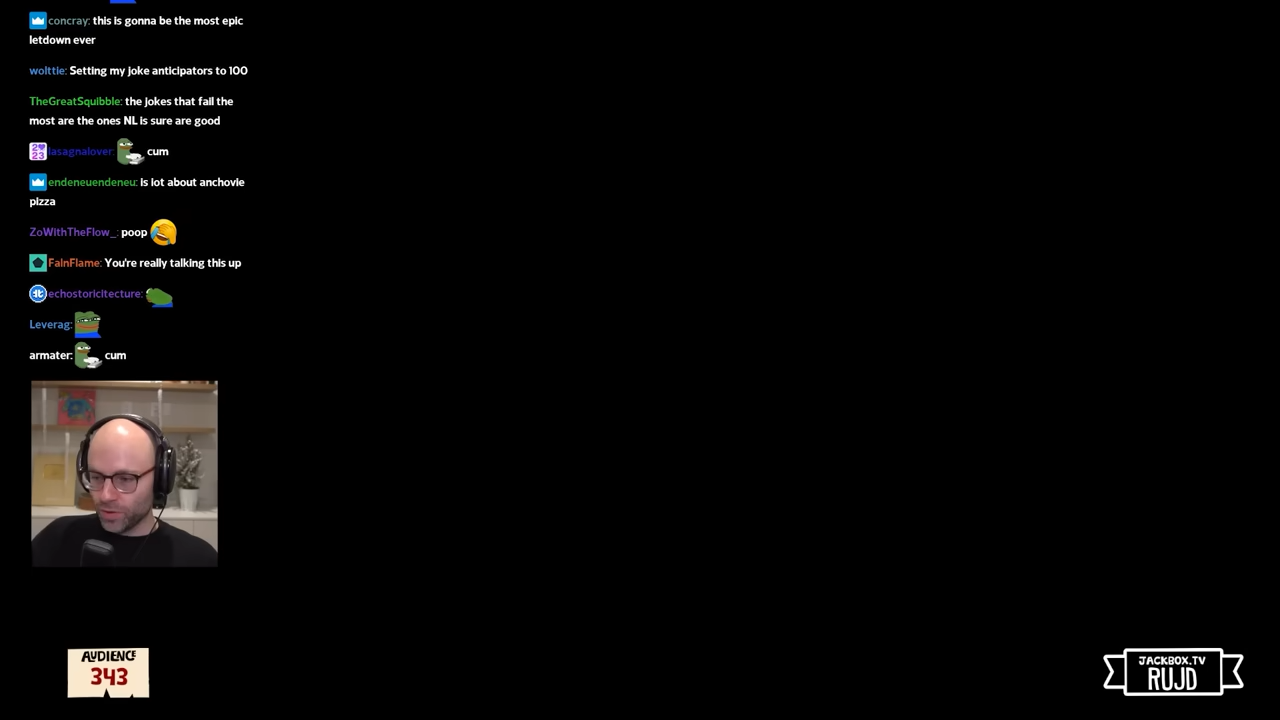 concray: this is gonna be the most epic
letdown ever
wolttie: Setting my joke anticipators to 100
TheGreatSquibble: the jokes that fail the
most are the ones NL is sure are good
lasagnalover: cum
endeneuendeneu: is lot about anchovie
pizza
ZoWithTheFlow_: poop
FalnFlame: You're really talking this up
echostoricitecture:
Leverag:
armater: cum
AUDIENCE
343
JACKBOX.TV
RUJD